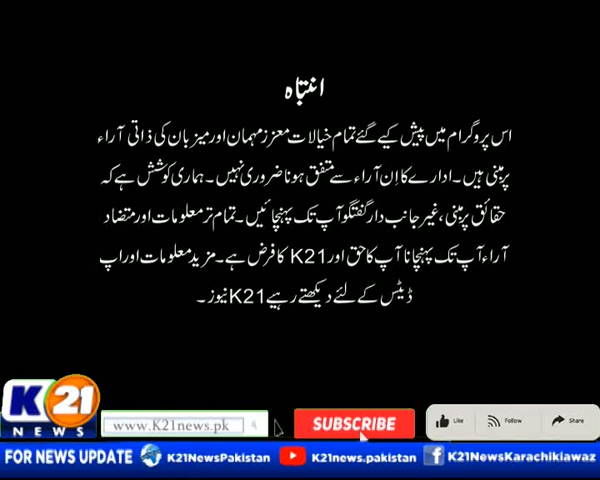 انتباہ
اس پروگرام میں پیش کیے گئے تمام خیالات معزز مہمان اور میزبان کی ذاتی آراء
پر مبنی ہیں۔ ادارے کا اِن آراء سے متفق ہونا ضروری نہیں۔ ہماری کوشش ہے کہ
حقائق پر مبنی، غیر جانب دار گفتگو آپ تک پہنچائیں۔ تمام تر معلومات اور متضاد
آراء آپ تک پہنچانا آپ کا حق اور K21 کا فرض ہے۔ مزید معلومات اور اپ
ڈیٹس کے لئے دیکھتے رہیے K21 نیوز۔
K21
NEWS
www.K21news.pk
SUBSCRIBE
Like
Follow
Share
FOR NEWS UPDATE
K21NewsPakistan
K21news.pakistan
K21NewsKarachikiawaz